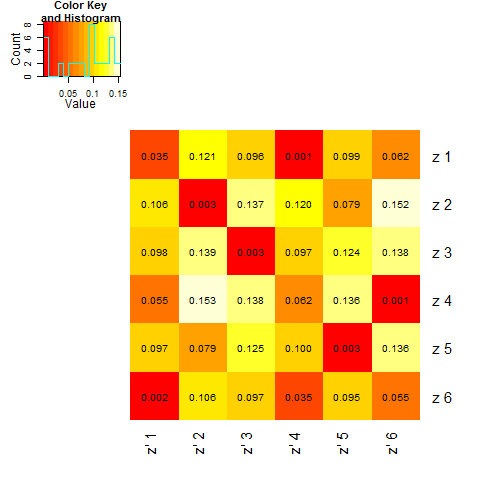 Color Key
and Histogram
Count
0 2 4 6 8
0.05 0.1 0.15
Value
0.035 0.121 0.096 0.001 0.099 0.062 z 1
0.106 0.003 0.137 0.120 0.079 0.152 z 2
0.098 0.139 0.003 0.097 0.124 0.138 z 3
0.055 0.153 0.138 0.062 0.136 0.001 z 4
0.097 0.079 0.125 0.100 0.003 0.136 z 5
0.002 0.106 0.097 0.035 0.095 0.055 z 6
z' 1 z' 2 z' 3 z' 4 z' 5 z' 6